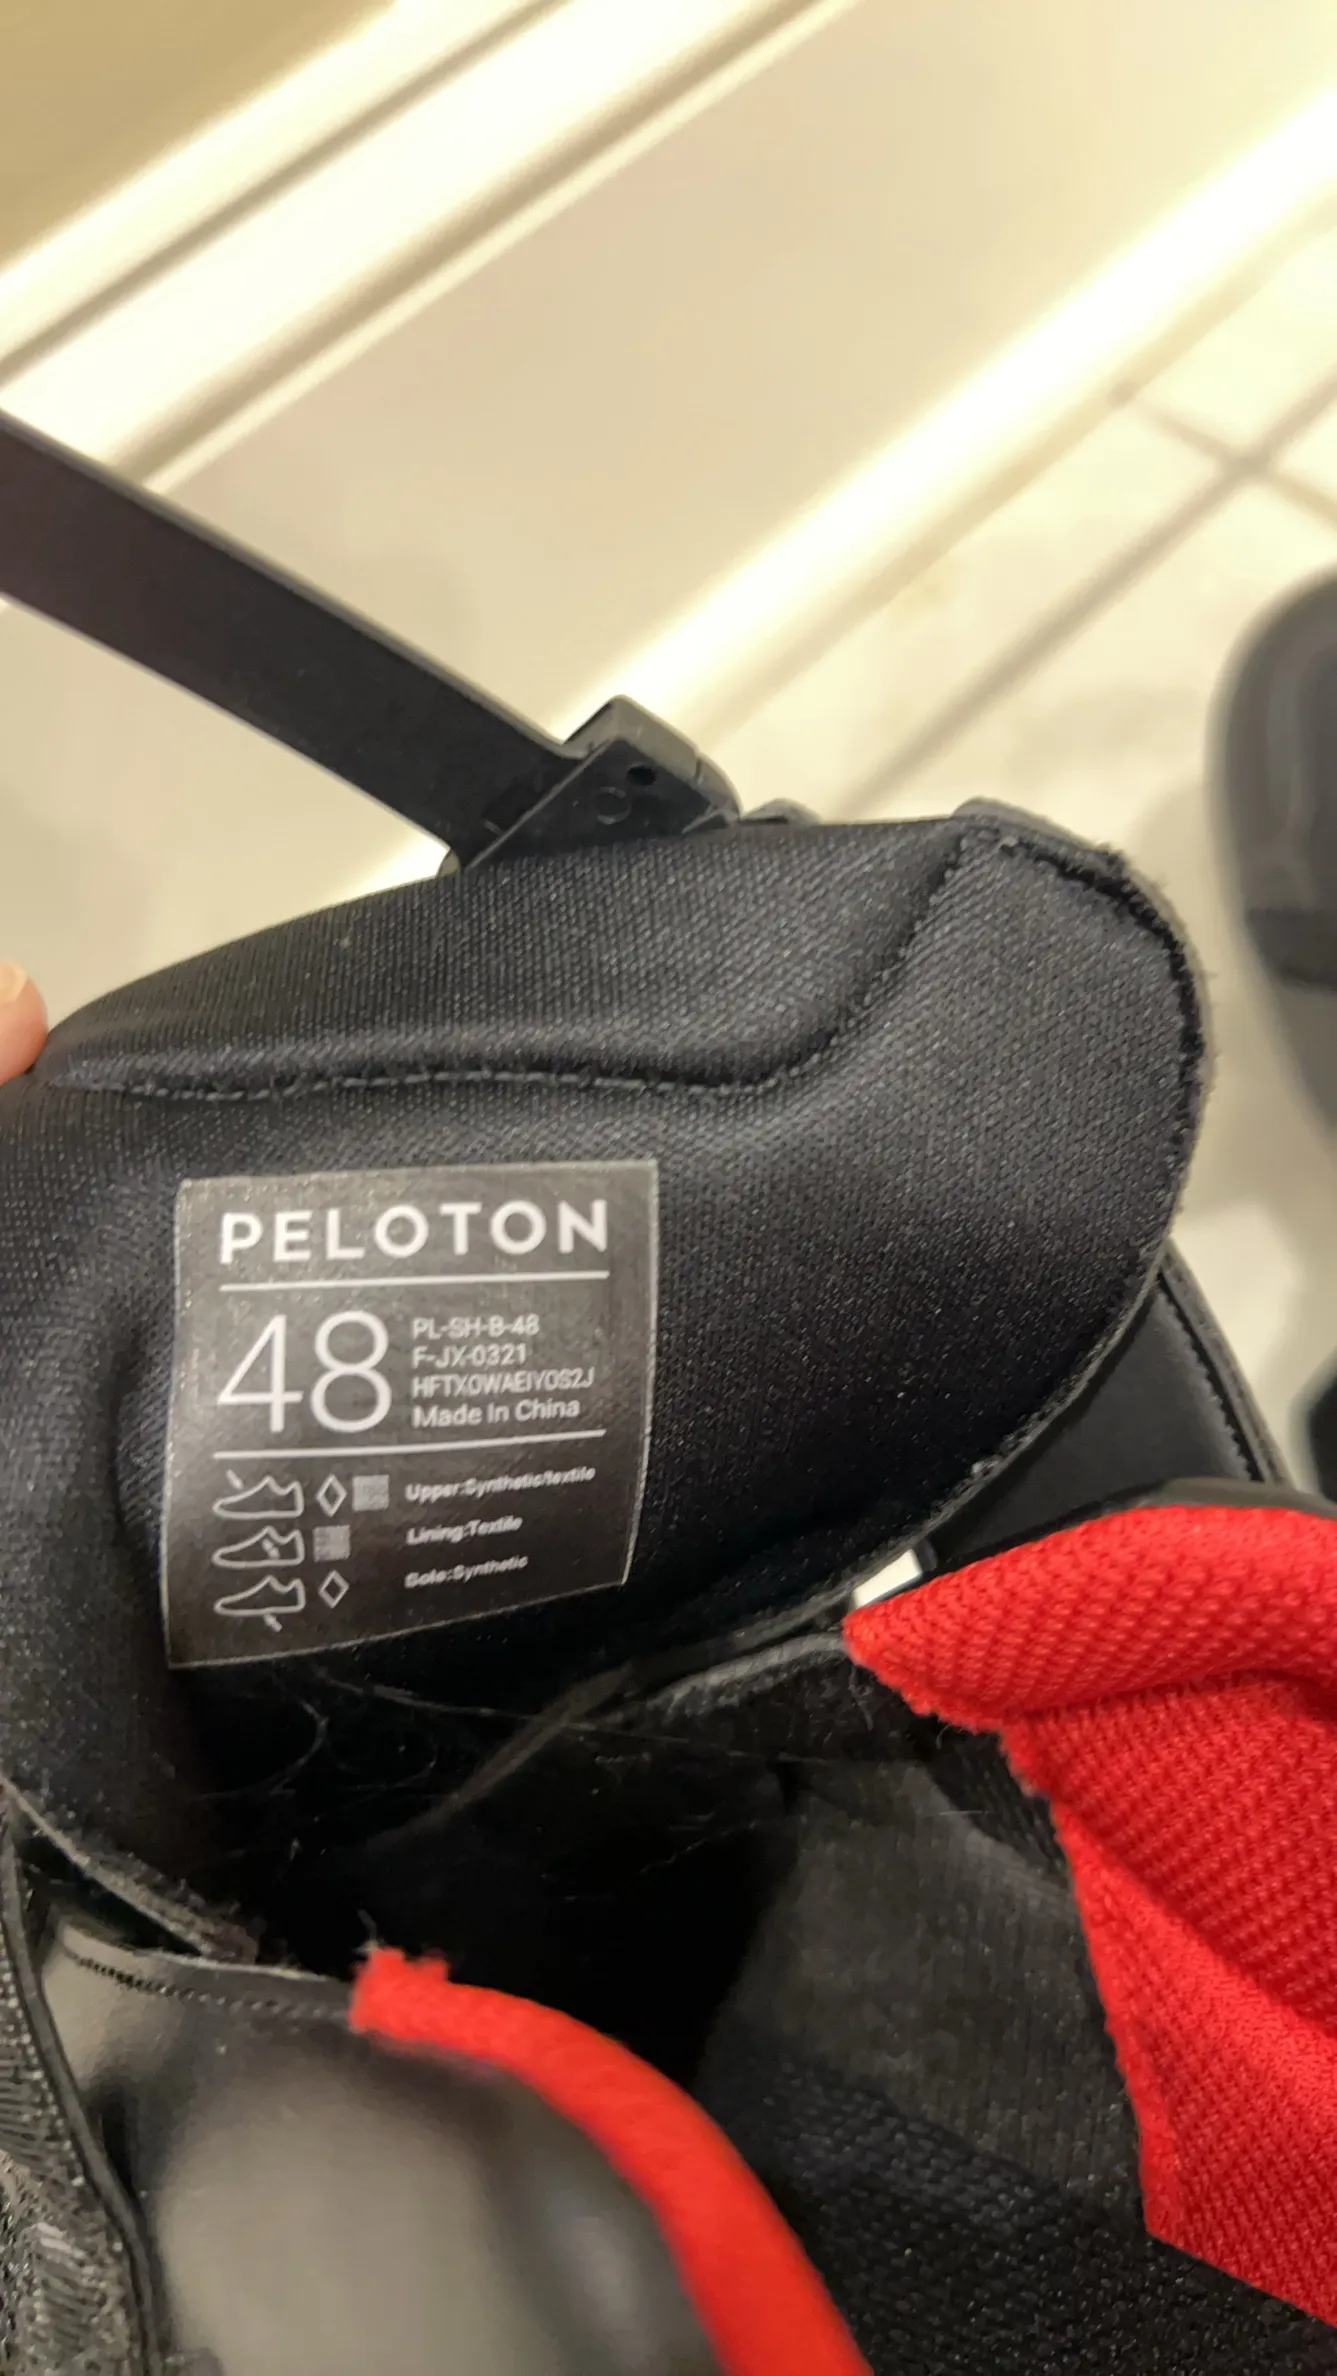 PELOTON
48
PL-SH-B-48
F-JX-0321
HFTX0WAEIY0S2J
Made In China
Upper:Synthetic/textile
Lining:Textile
Sole:Synthetic